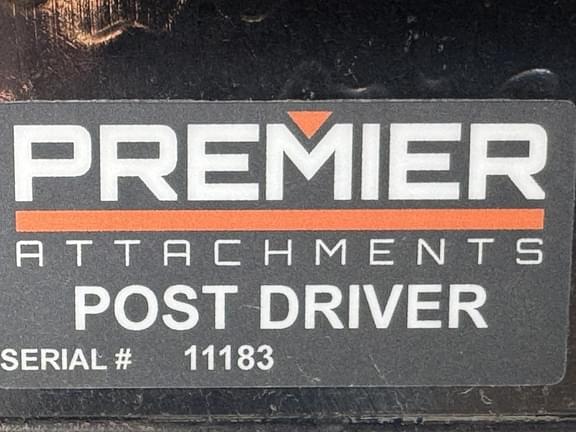 PREMIER
ATTACHMENTS
POST DRIVER
SERIAL # 11183